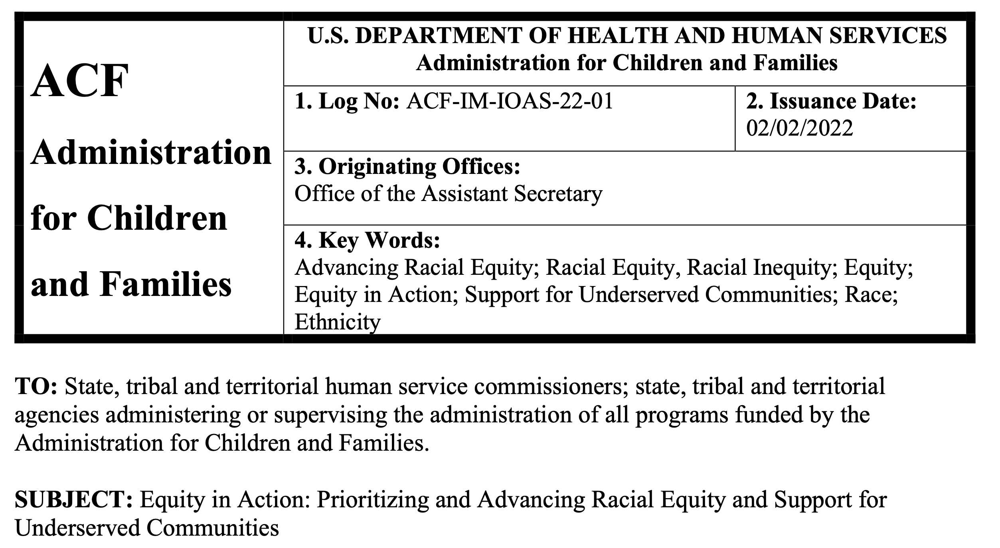 ACF
Administration
for Children
and Families
U.S. DEPARTMENT OF HEALTH AND HUMAN SERVICES
Administration for Children and Families
1. Log No: ACF-IM-IOAS-22-01
2. Issuance Date:
02/02/2022
3. Originating Offices:
Office of the Assistant Secretary
4. Key Words:
Advancing Racial Equity; Racial Equity, Racial Inequity; Equity;
Equity in Action; Support for Underserved Communities; Race;
Ethnicity
TO: State, tribal and territorial human service commissioners; state, tribal and territorial
agencies administering or supervising the administration of all programs funded by the
Administration for Children and Families.
SUBJECT: Equity in Action: Prioritizing and Advancing Racial Equity and Support for
Underserved Communities